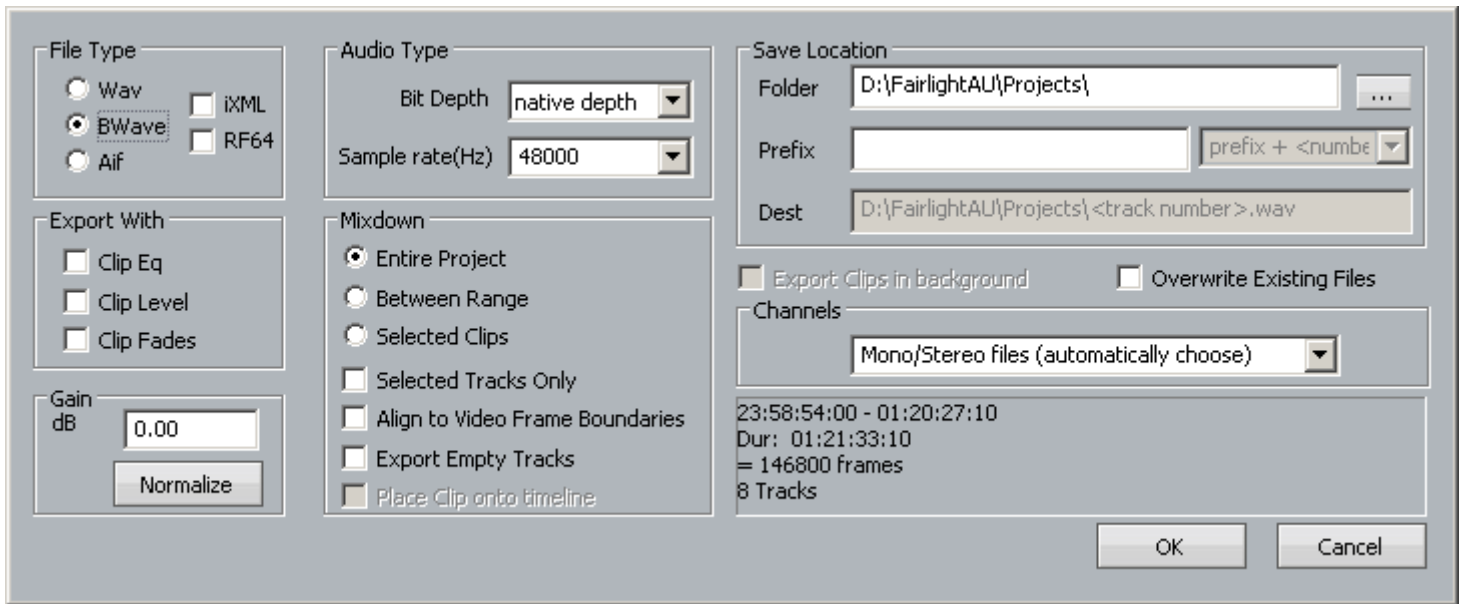 File Type
Wav
BWave
Aif
iXML
RF64
Export With
Clip Eq
Clip Level
Clip Fades
Gain
dB
0.00
Normalize
Audio Type
Bit Depth
native depth
Sample rate(Hz)
48000
Mixdown
Entire Project
Between Range
Selected Clips
Selected Tracks Only
Align to Video Frame Boundaries
Export Empty Tracks
Place Clip onto timeline
Save Location
Folder
D:\FairlightAU\Projects\
...
Prefix
prefix + <numbe
Dest
D:\FairlightAU\Projects\<track number>.wav
Export Clips in background
Overwrite Existing Files
Channels
Mono/Stereo files (automatically choose)
23:58:54:00 - 01:20:27:10
Dur: 01:21:33:10
= 146800 frames
8 Tracks
OK
Cancel